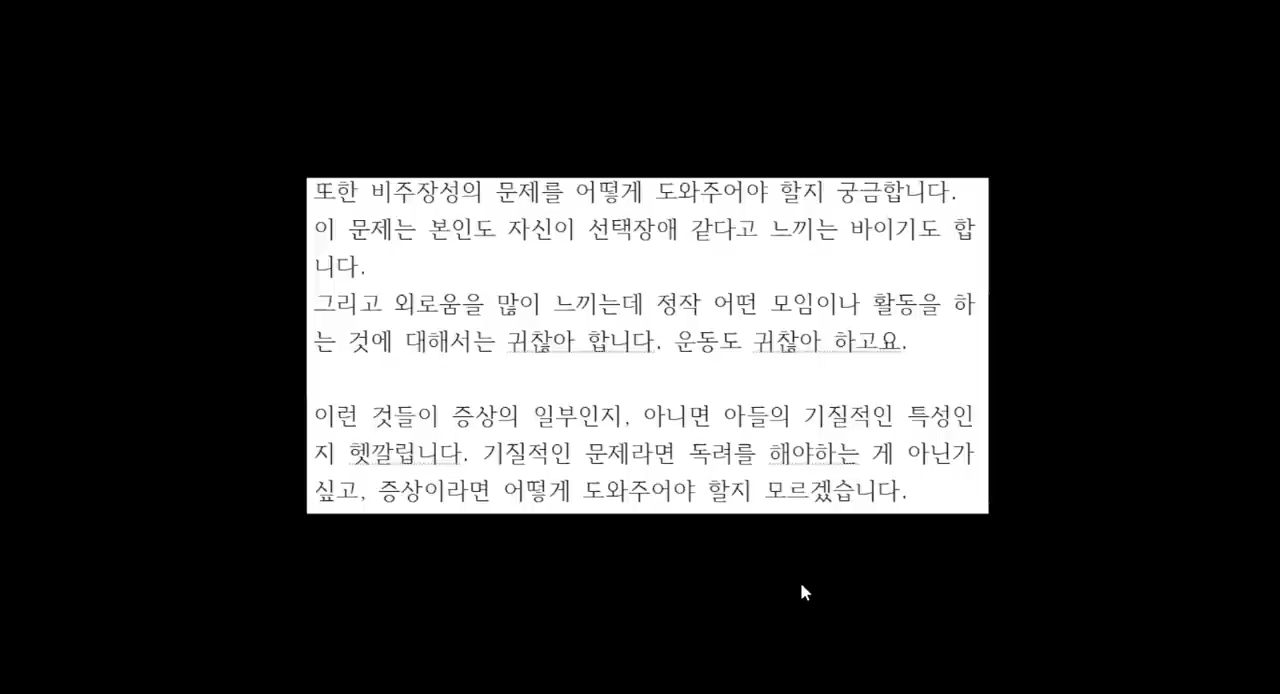 또한 비주장성의 문제를 어떻게 도와주어야 할지 궁금합니다.
이 문제는 본인도 자신이 선택장애 같다고 느끼는 바이기도 합
니다.
그리고 외로움을 많이 느끼는데 정작 어떤 모임이나 활동을 하
는 것에 대해서는 귀찮아 합니다. 운동도 귀찮아 하고요.
이런 것들이 증상의 일부인지, 아니면 아들의 기질적인 특성인
지 헷깔립니다. 기질적인 문제라면 독려를 해야하는 게 아닌가
싶고, 증상이라면 어떻게 도와주어야 할지 모르겠습니다.